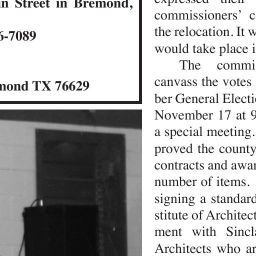 in Street in Bremond,
6-7089
mond TX 76629
expressed their
commissioners' c
the relocation. It w
would take place i
The commi
canvass the votes
ber General Electi
November 17 at 9
a special meeting.
proved the county
contracts and awar
number of items.
signing a standard
stitute of Architect
ment with Sincla
Architects who ar